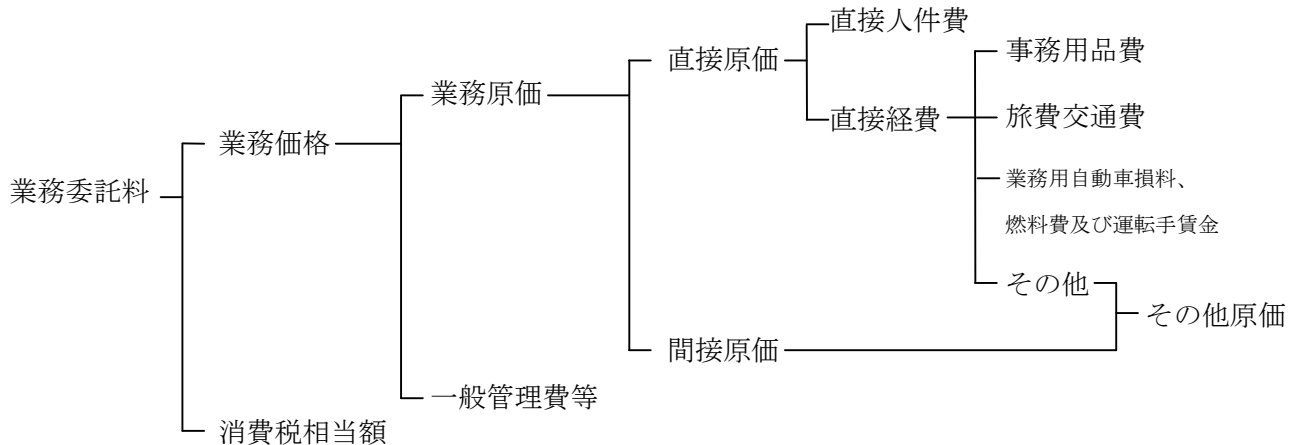 直接人件費
事務用品費
直接原価
業務原価
直接経費
旅費交通費
業務価格
業務用自動車損料、
業務委託料
燃料費及び運転手賃金
その他
その他原価
間接原価
一般管理費等
消費税相当額